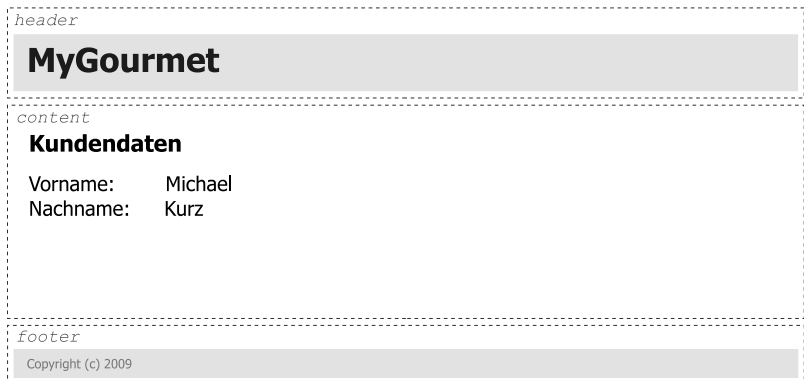 header
MyGourmet
content
Kundendaten
Vorname: Michael
Nachname: Kurz
footer
Copyright (c) 2009